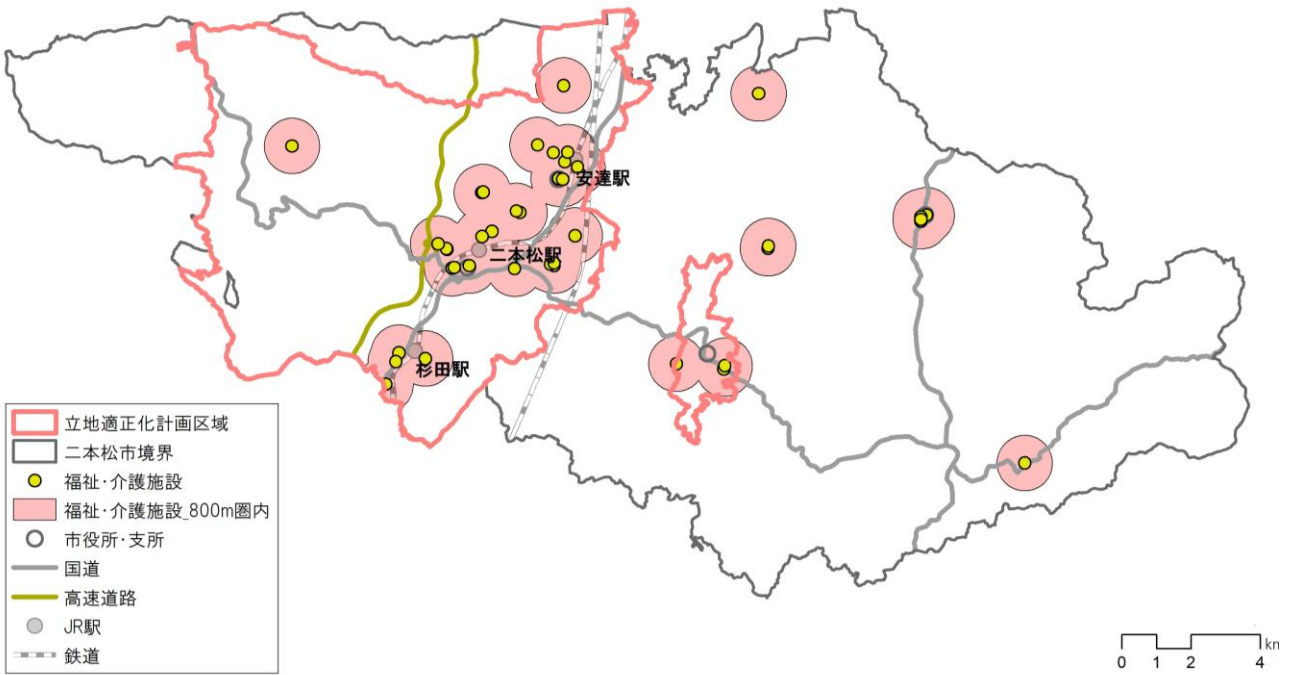 安達駅
二本松駅
杉田駅
立地適正化計画区域
二本松市境界
福祉・介護施設
福祉・介護施設_800m圏内
市役所・支所
国道
高速道路
JR駅
鉄道
km
0 1 2 4